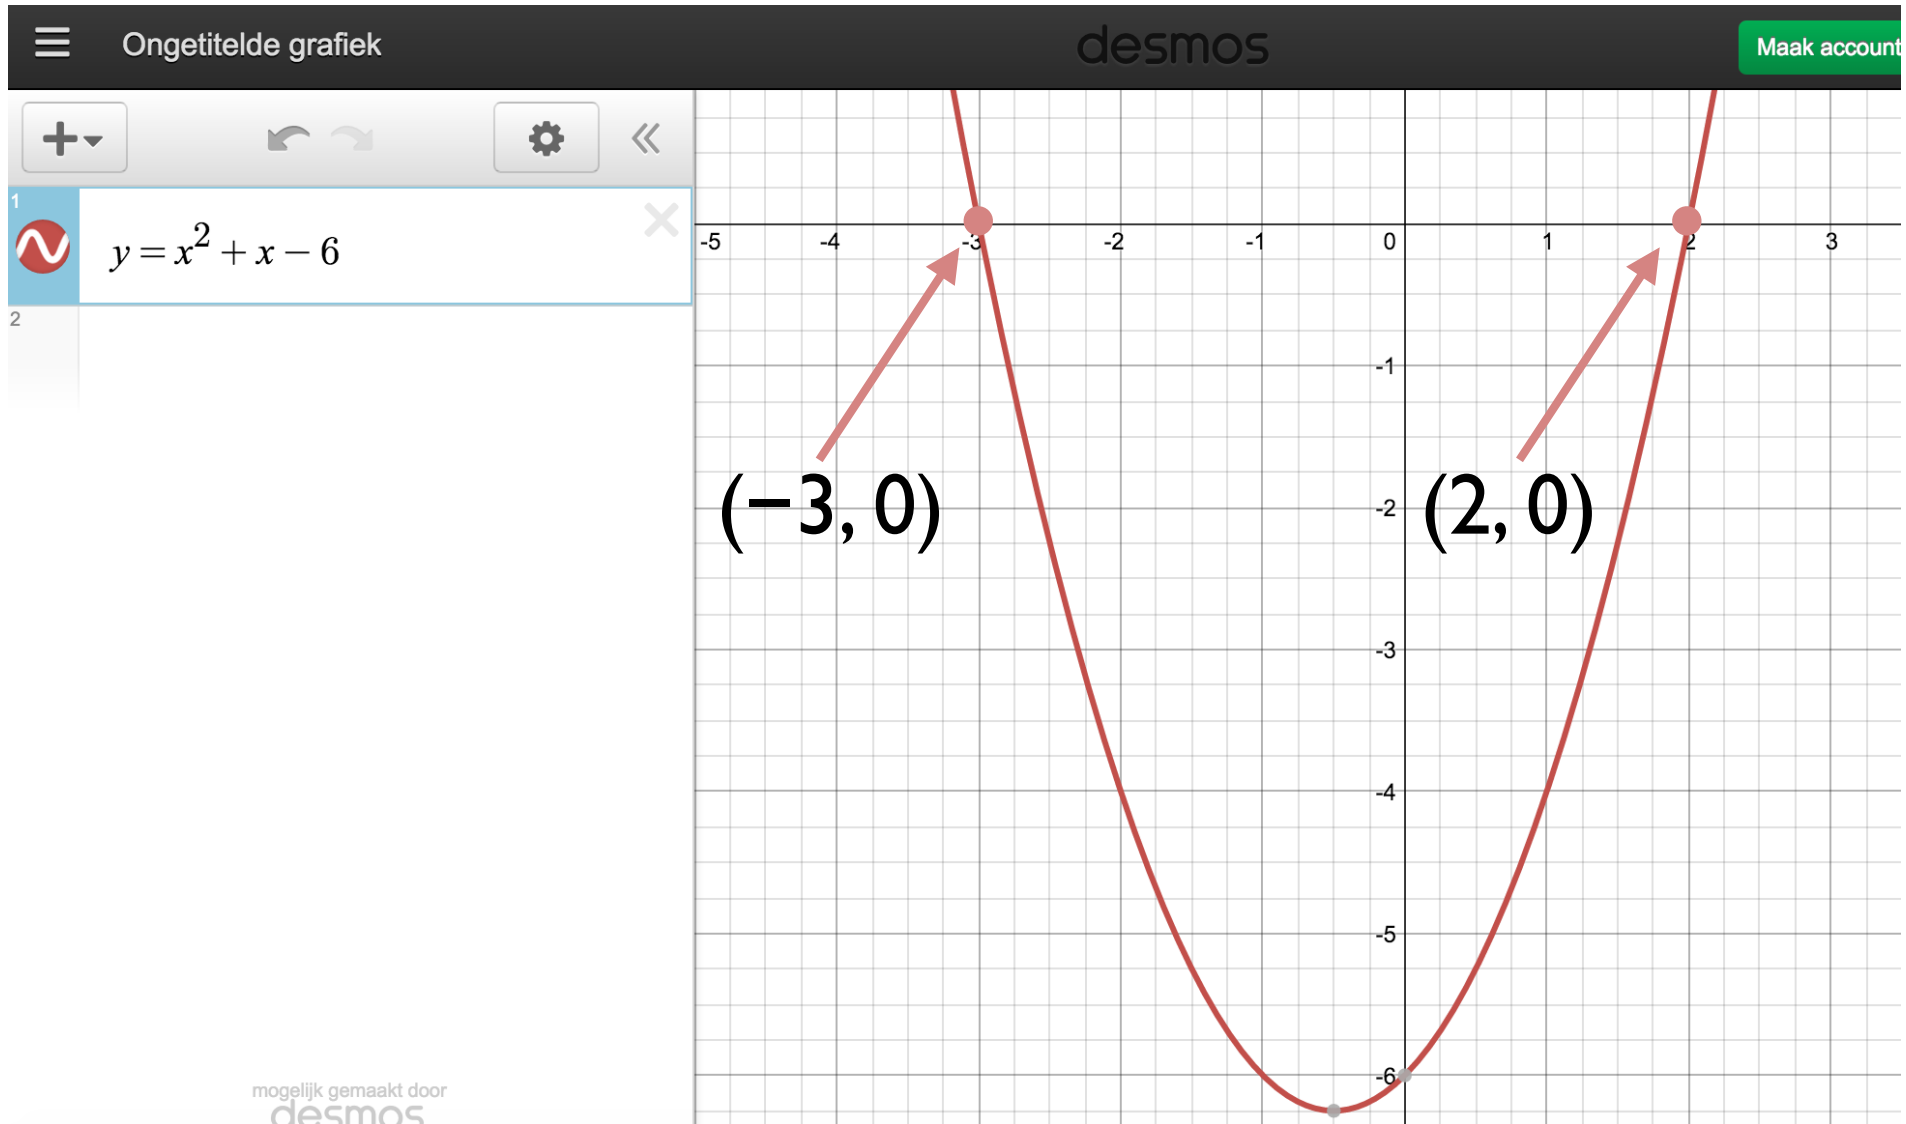 Ongetitelde grafiek
desmos
Maak account
1
y = x² + x − 6
2
mogelijk gemaakt door
desmos
-5 -4 -3 -2 -1 0 1 2 3
-1
(−3, 0)
-2
(2, 0)
-3
-4
-5
-6